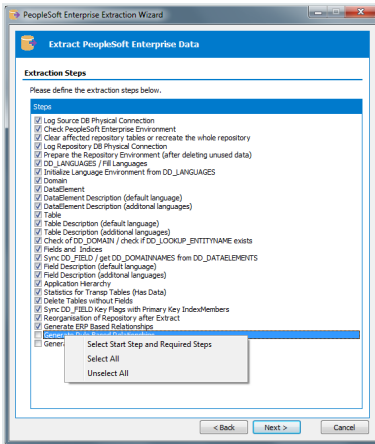 PeopleSoft Enterprise Extraction Wizard
Extract PeopleSoft Enterprise Data
Extraction Steps
Please define the extraction steps below.
Steps
Log Source DB Physical Connection
Check PeopleSoft Enterprise Environment
Clear affected repository tables or recreate the whole repository
Log Repository DB Physical Connection
Prepare the Repository Environment (after deleting unused data)
DD_LANGUAGES / Fill Languages
Initialize Language Environment from DD_LANGUAGES
Domain
DataElement
DataElement Description (default language)
DataElement Description (additonal languages)
Table
Table Description (default language)
Table Description (additional languages)
Check of DD_DOMAIN / check if DD_LOOKUP_ENTITYNAME exists
Fields and Indices
Sync DD_FIELD / get DD_DOMAINNAMES from DD_DATAELEMENTS
Field Description (default language)
Field Description (additonal languages)
Application Hierarchy
Statistics for Transp Tables (Has Data)
Delete Tables without Fields
Sync DD_FIELD Key Flags with Primary Key IndexMembers
Reorganisation of Repository after Extract
Generate ERP Based Relationships
Generate Rule Based Relationships
Gener
Select Start Step and Required Steps
Select All
Unselect All
< Back Next > Cancel